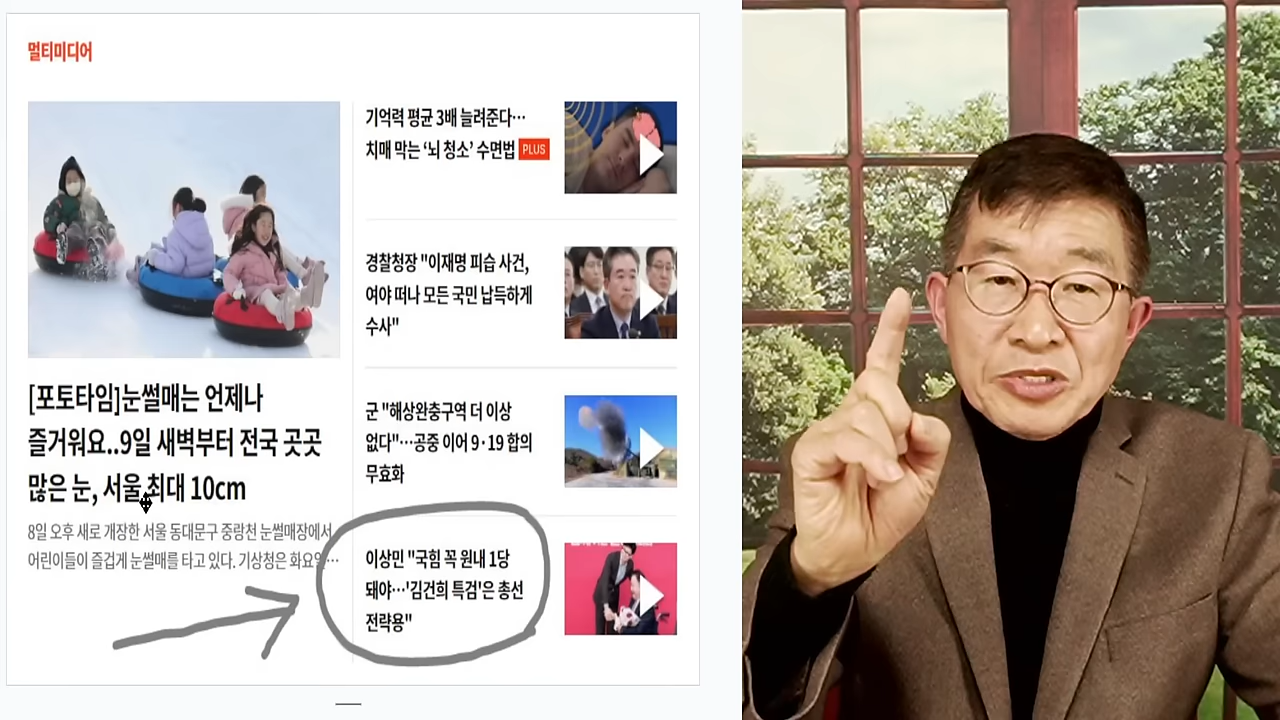 멀티미디어
[포토타임]눈썰매는 언제나
즐거워요..9일 새벽부터 전국 곳곳
많은 눈, 서울 최대 10cm
8일 오후 새로 개장한 서울 동대문구 중랑천 눈썰매장에서
어린이들이 즐겁게 눈썰매를 타고 있다. 기상청은 화요일…
기억력 평균 3배 늘려준다…
치매 막는 ‘뇌 청소’ 수면법 PLUS
경찰청장 "이재명 피습 사건,
여야 떠나 모든 국민 납득하게
수사"
군 "해상완충구역 더 이상
없다"…공중 이어 9·19 합의
무효화
이상민 "국힘 꼭 원내 1당
돼야…'김건희 특검'은 총선
전략용"